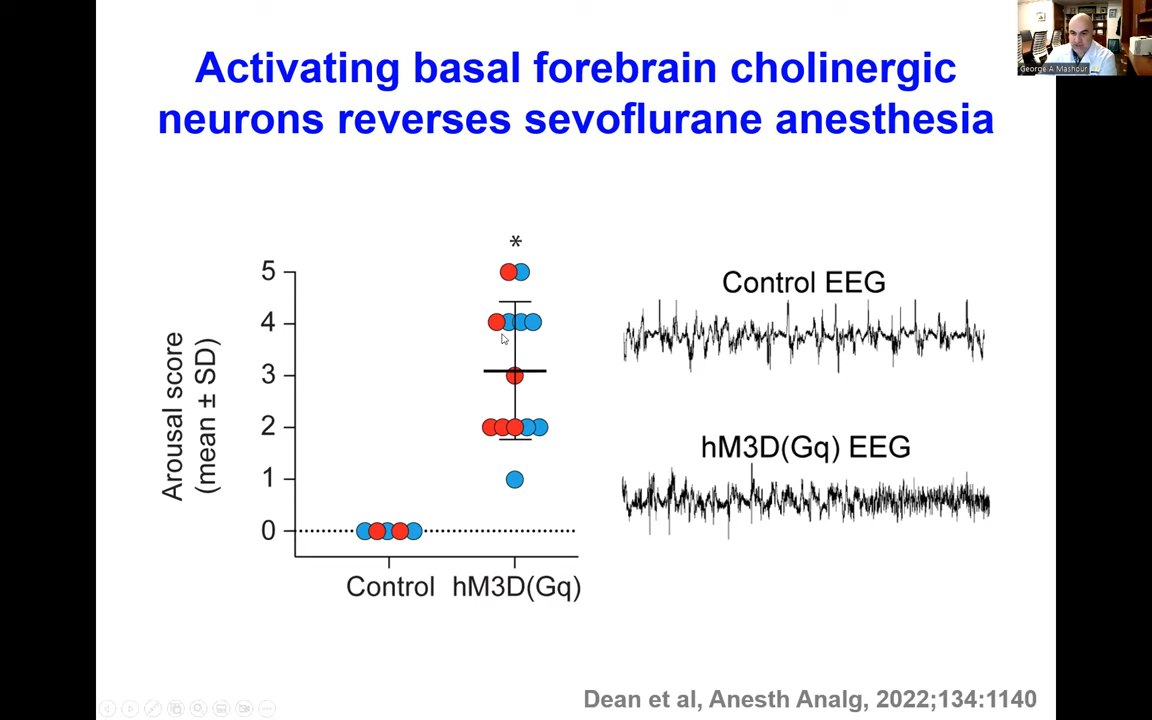 George A Mashour
Activating basal forebrain cholinergic
neurons reverses sevoflurane anesthesia
*
5
4
3
2
1
0
Arousal score
(mean ± SD)
Control
hM3D(Gq)
Control EEG
hM3D(Gq) EEG
Dean et al, Anesth Analg, 2022;134:1140